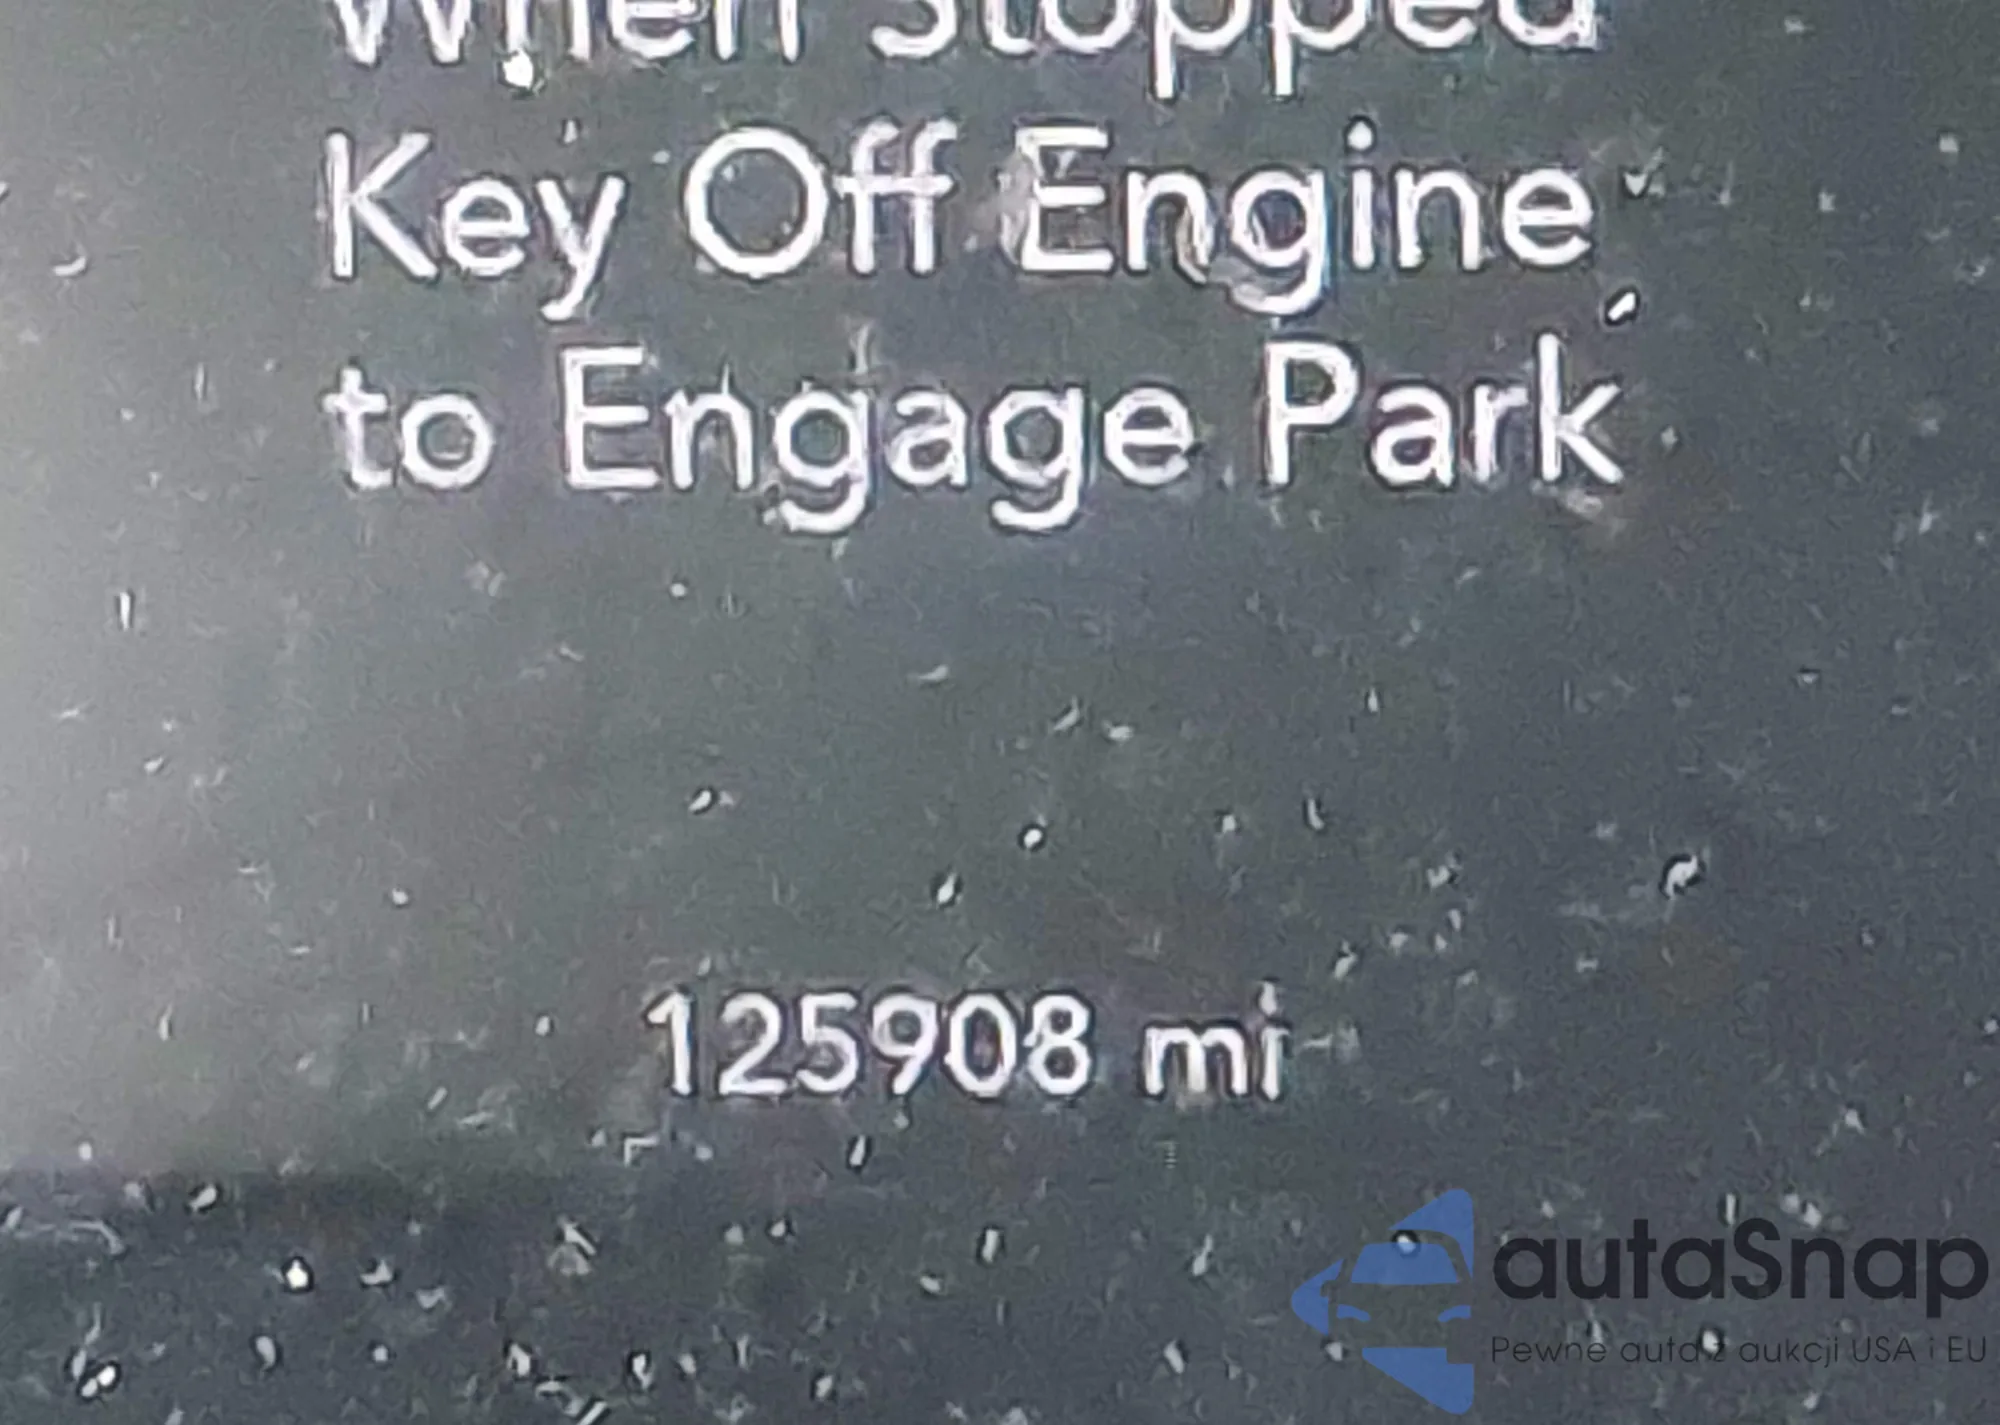 When Stopped
Key Off Engine
to Engage Park
125908 mi
autaSnap
Pewne auta z aukcji USA i EU